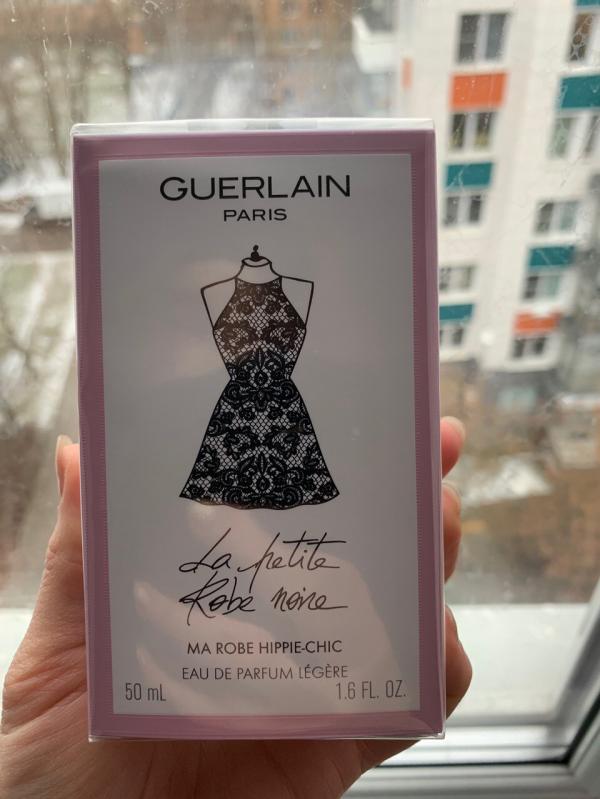 GUERLAIN
PARIS
La petite
Robe noire
MA ROBE HIPPIE-CHIC
EAU DE PARFUM LÉGÈRE
50 mL 1.6 FL. OZ.